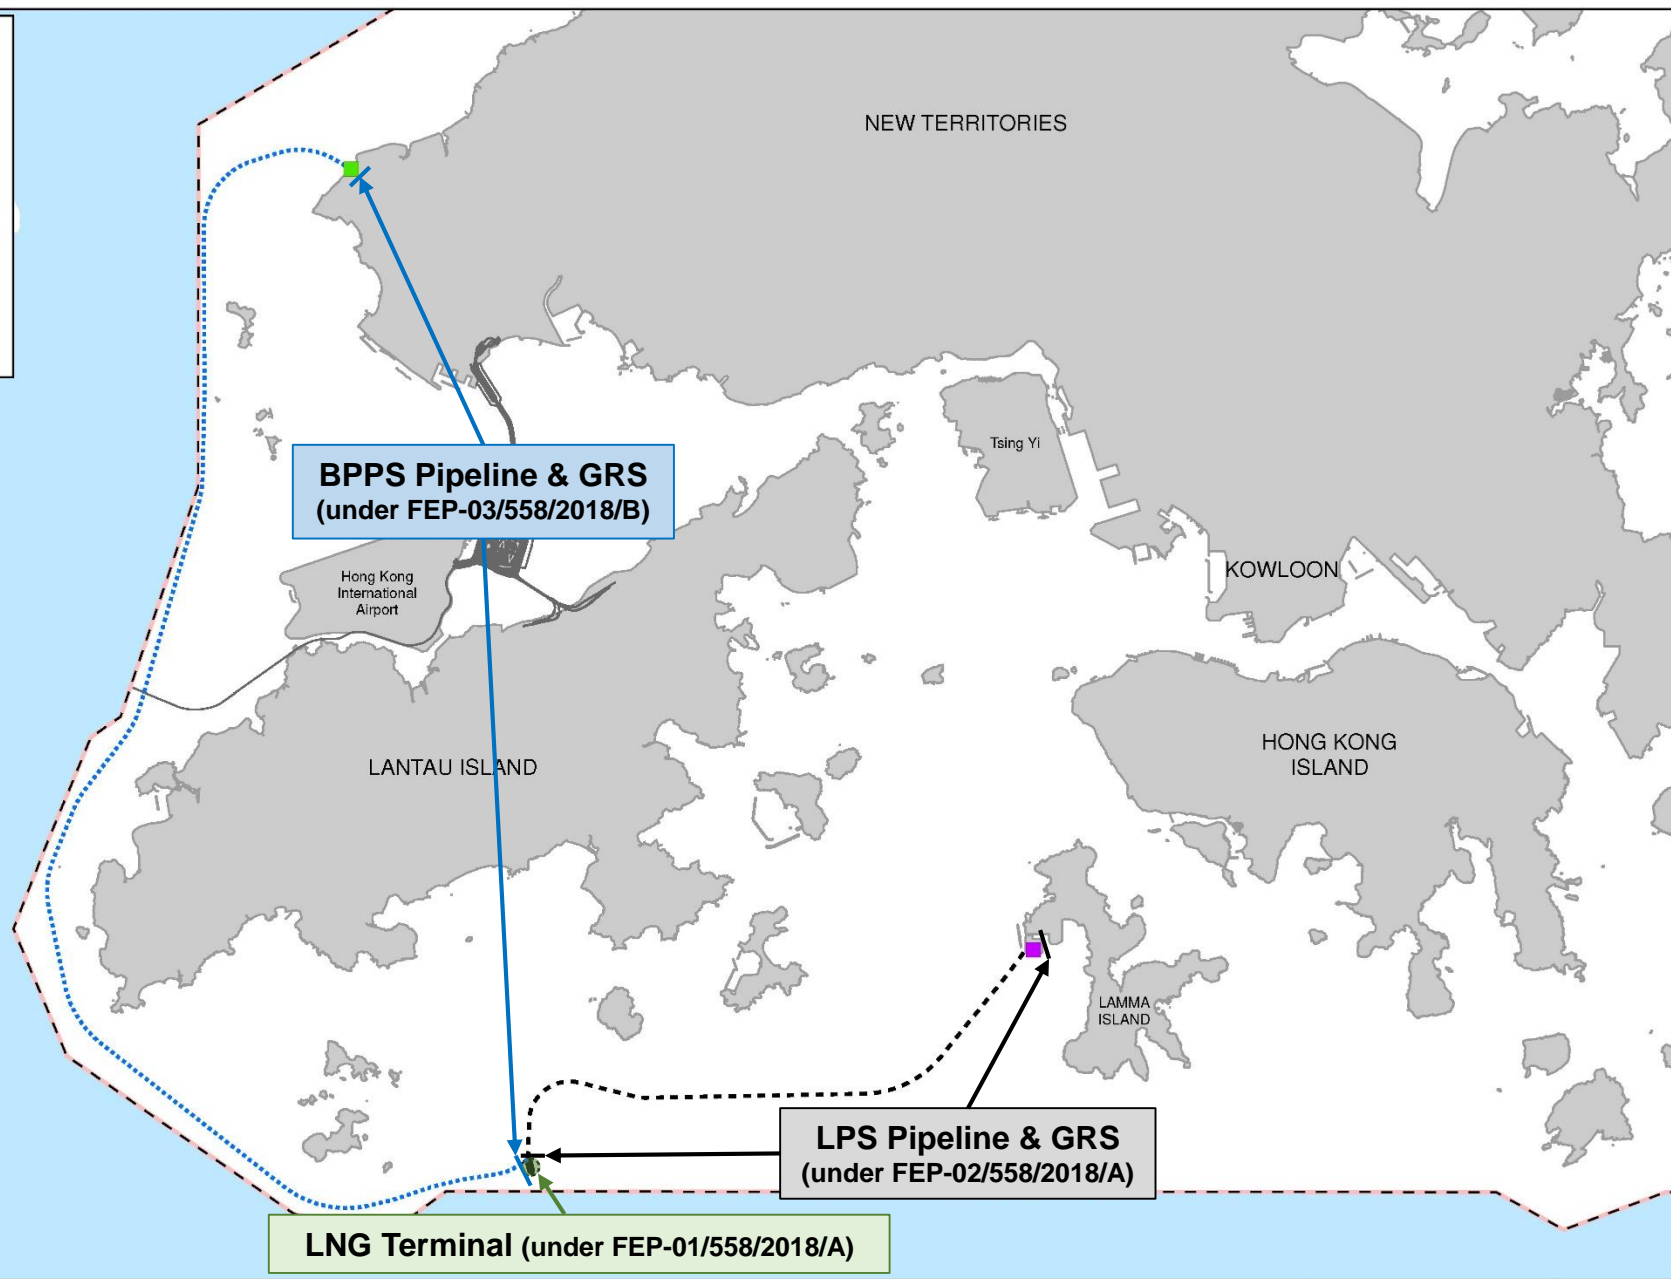 NEW TERRITORIES
Tsing Yi
BPPS Pipeline & GRS
(under FEP-03/558/2018/B)
Hong Kong
International
Airport
KOWLOON
LANTAU ISLAND
HONG KONG
ISLAND
LAMMA
ISLAND
LPS Pipeline & GRS
(under FEP-02/558/2018/A)
LNG Terminal (under FEP-01/558/2018/A)